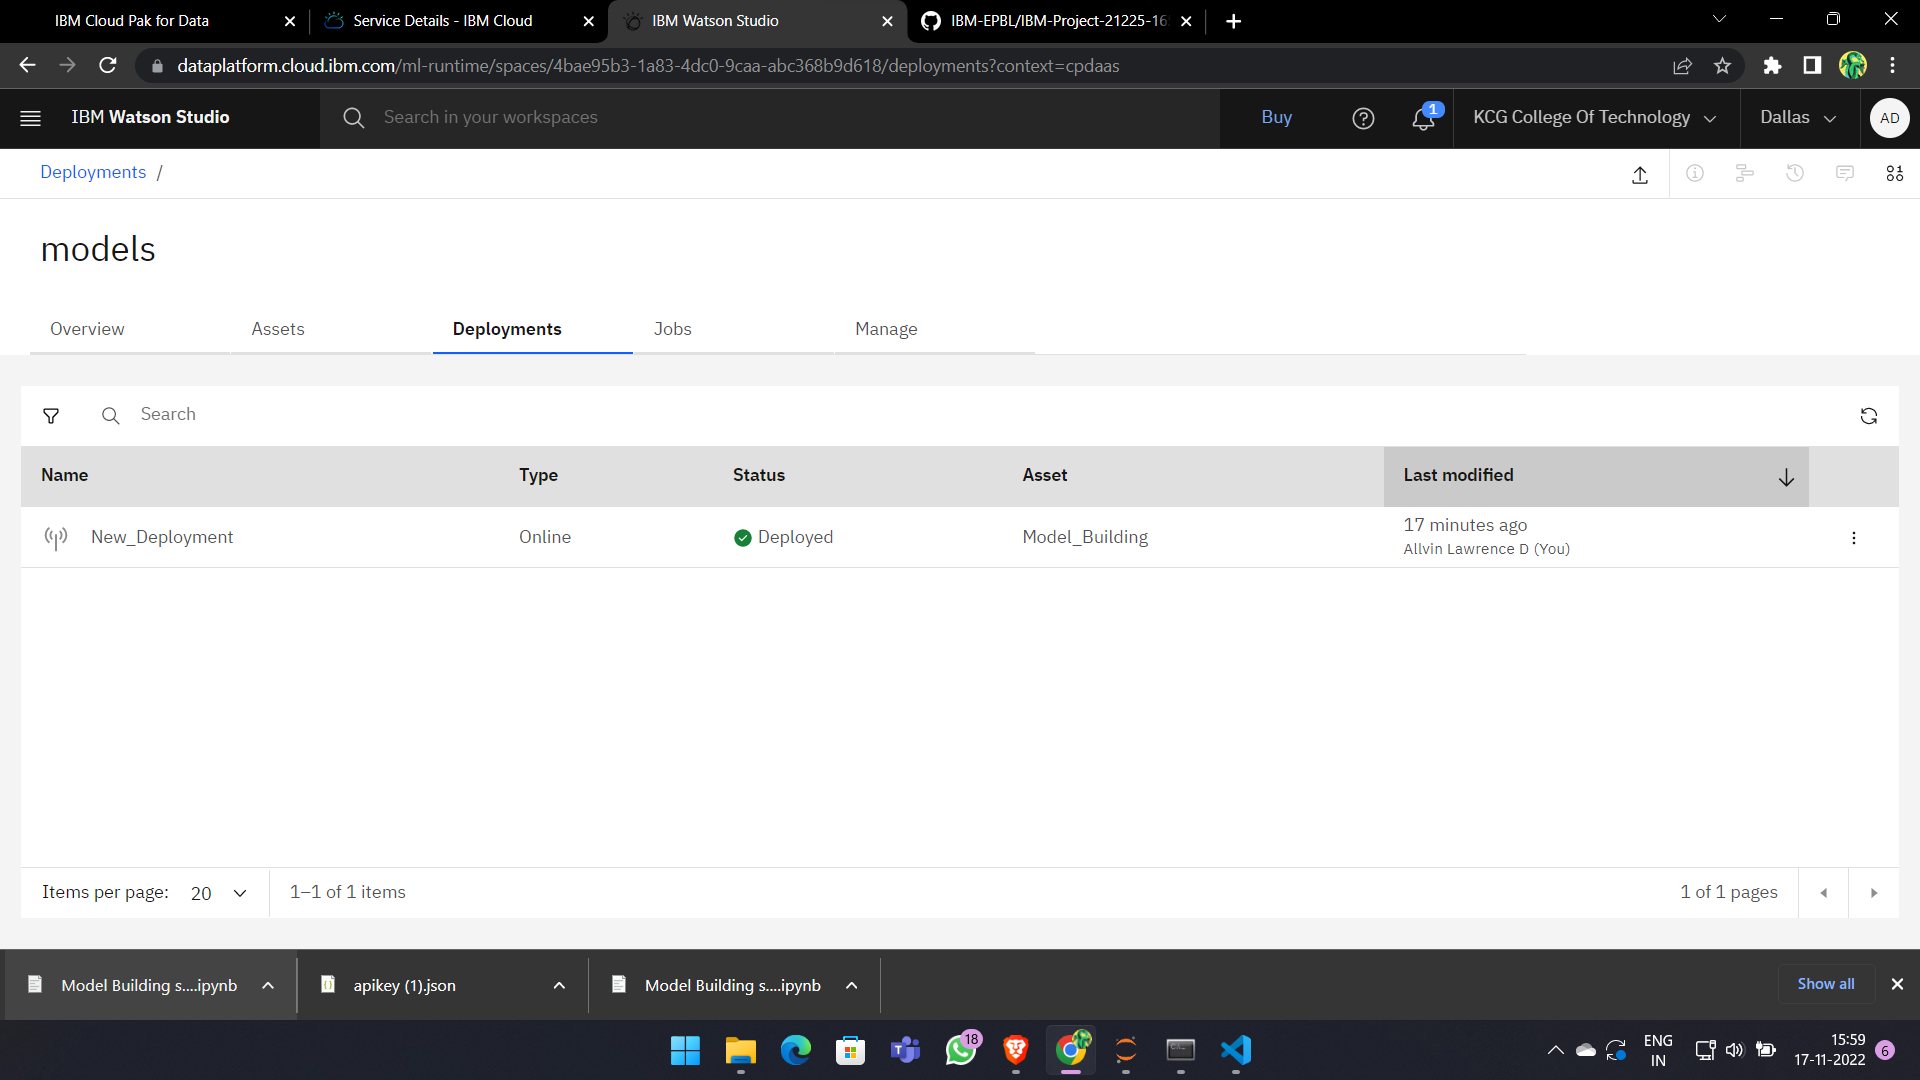 IBM Cloud Pak for Data
Service Details - IBM Cloud
IBM Watson Studio
IBM-EPBL/IBM-Project-21225-16
dataplatform.cloud.ibm.com/ml-runtime/spaces/4bae95b3-1a83-4dc0-9caa-abc368b9d618/deployments?context=cpdaas
IBM Watson Studio
Search in your workspaces
Buy
1
KCG College Of Technology
Dallas
AD
Deployments /
models
Overview
Assets
Deployments
Jobs
Manage
Search
Name
Type
Status
Asset
Last modified
New_Deployment
Online
Deployed
Model_Building
17 minutes ago
Allvin Lawrence D (You)
Items per page: 20
1–1 of 1 items
1 of 1 pages
Model Building s....ipynb
apikey (1).json
Model Building s....ipynb
Show all
18
ENG
IN
15:59
17-11-2022
6